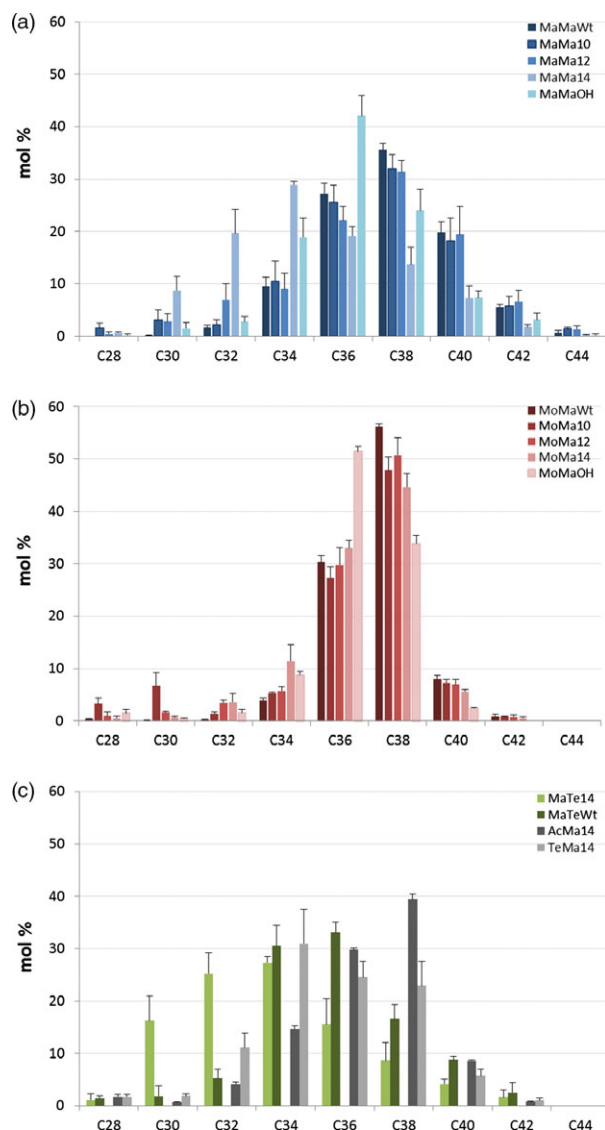 (a)
60
50
40
30
20
10
0
mol %
MaMaWt
MaMa10
MaMa12
MaMa14
MaMaOH
C28 C30 C32 C34 C36 C38 C40 C42 C44
(b)
60
50
40
30
20
10
0
mol %
MoMaWt
MoMa10
MoMa12
MoMa14
MoMaOH
C28 C30 C32 C34 C36 C38 C40 C42 C44
(c)
60
50
40
30
20
10
0
mol %
MaTe14
MaTeWt
AcMa14
TeMa14
C28 C30 C32 C34 C36 C38 C40 C42 C44